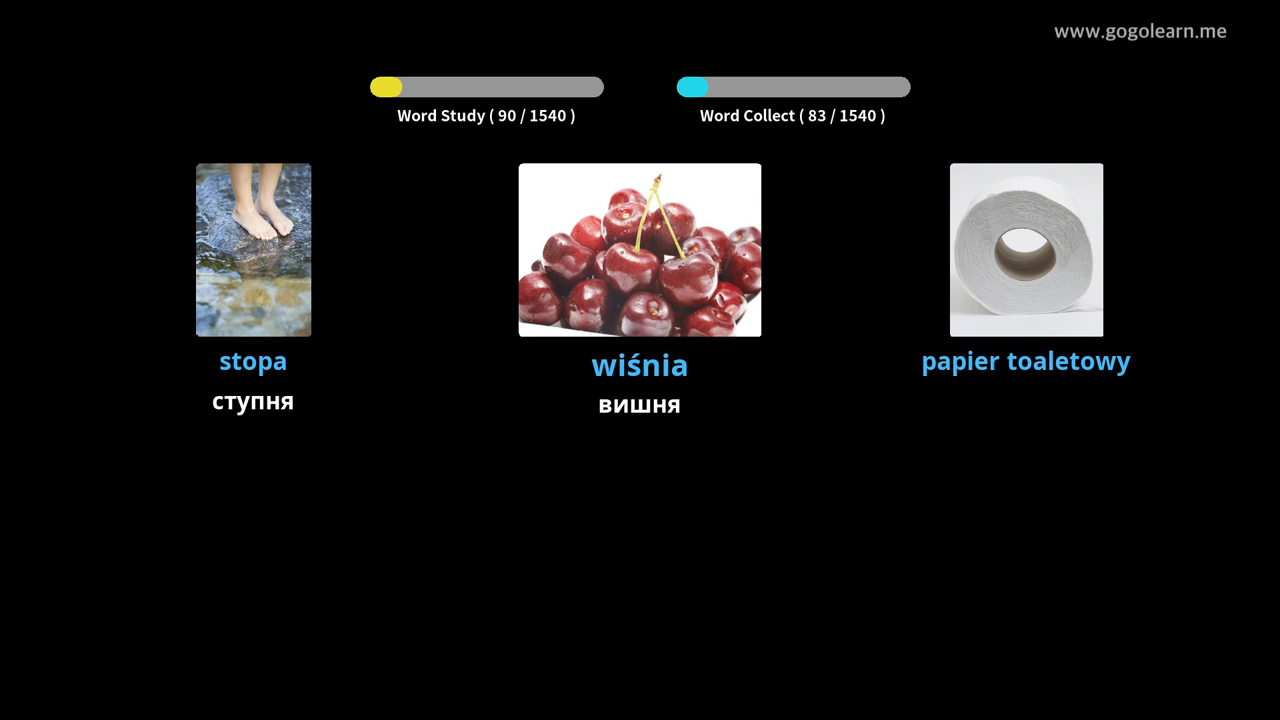 www.gogolearn.me
Word Study ( 90 / 1540 )
Word Collect ( 83 / 1540 )
stopa
ступня
wiśnia
вишня
papier toaletowy